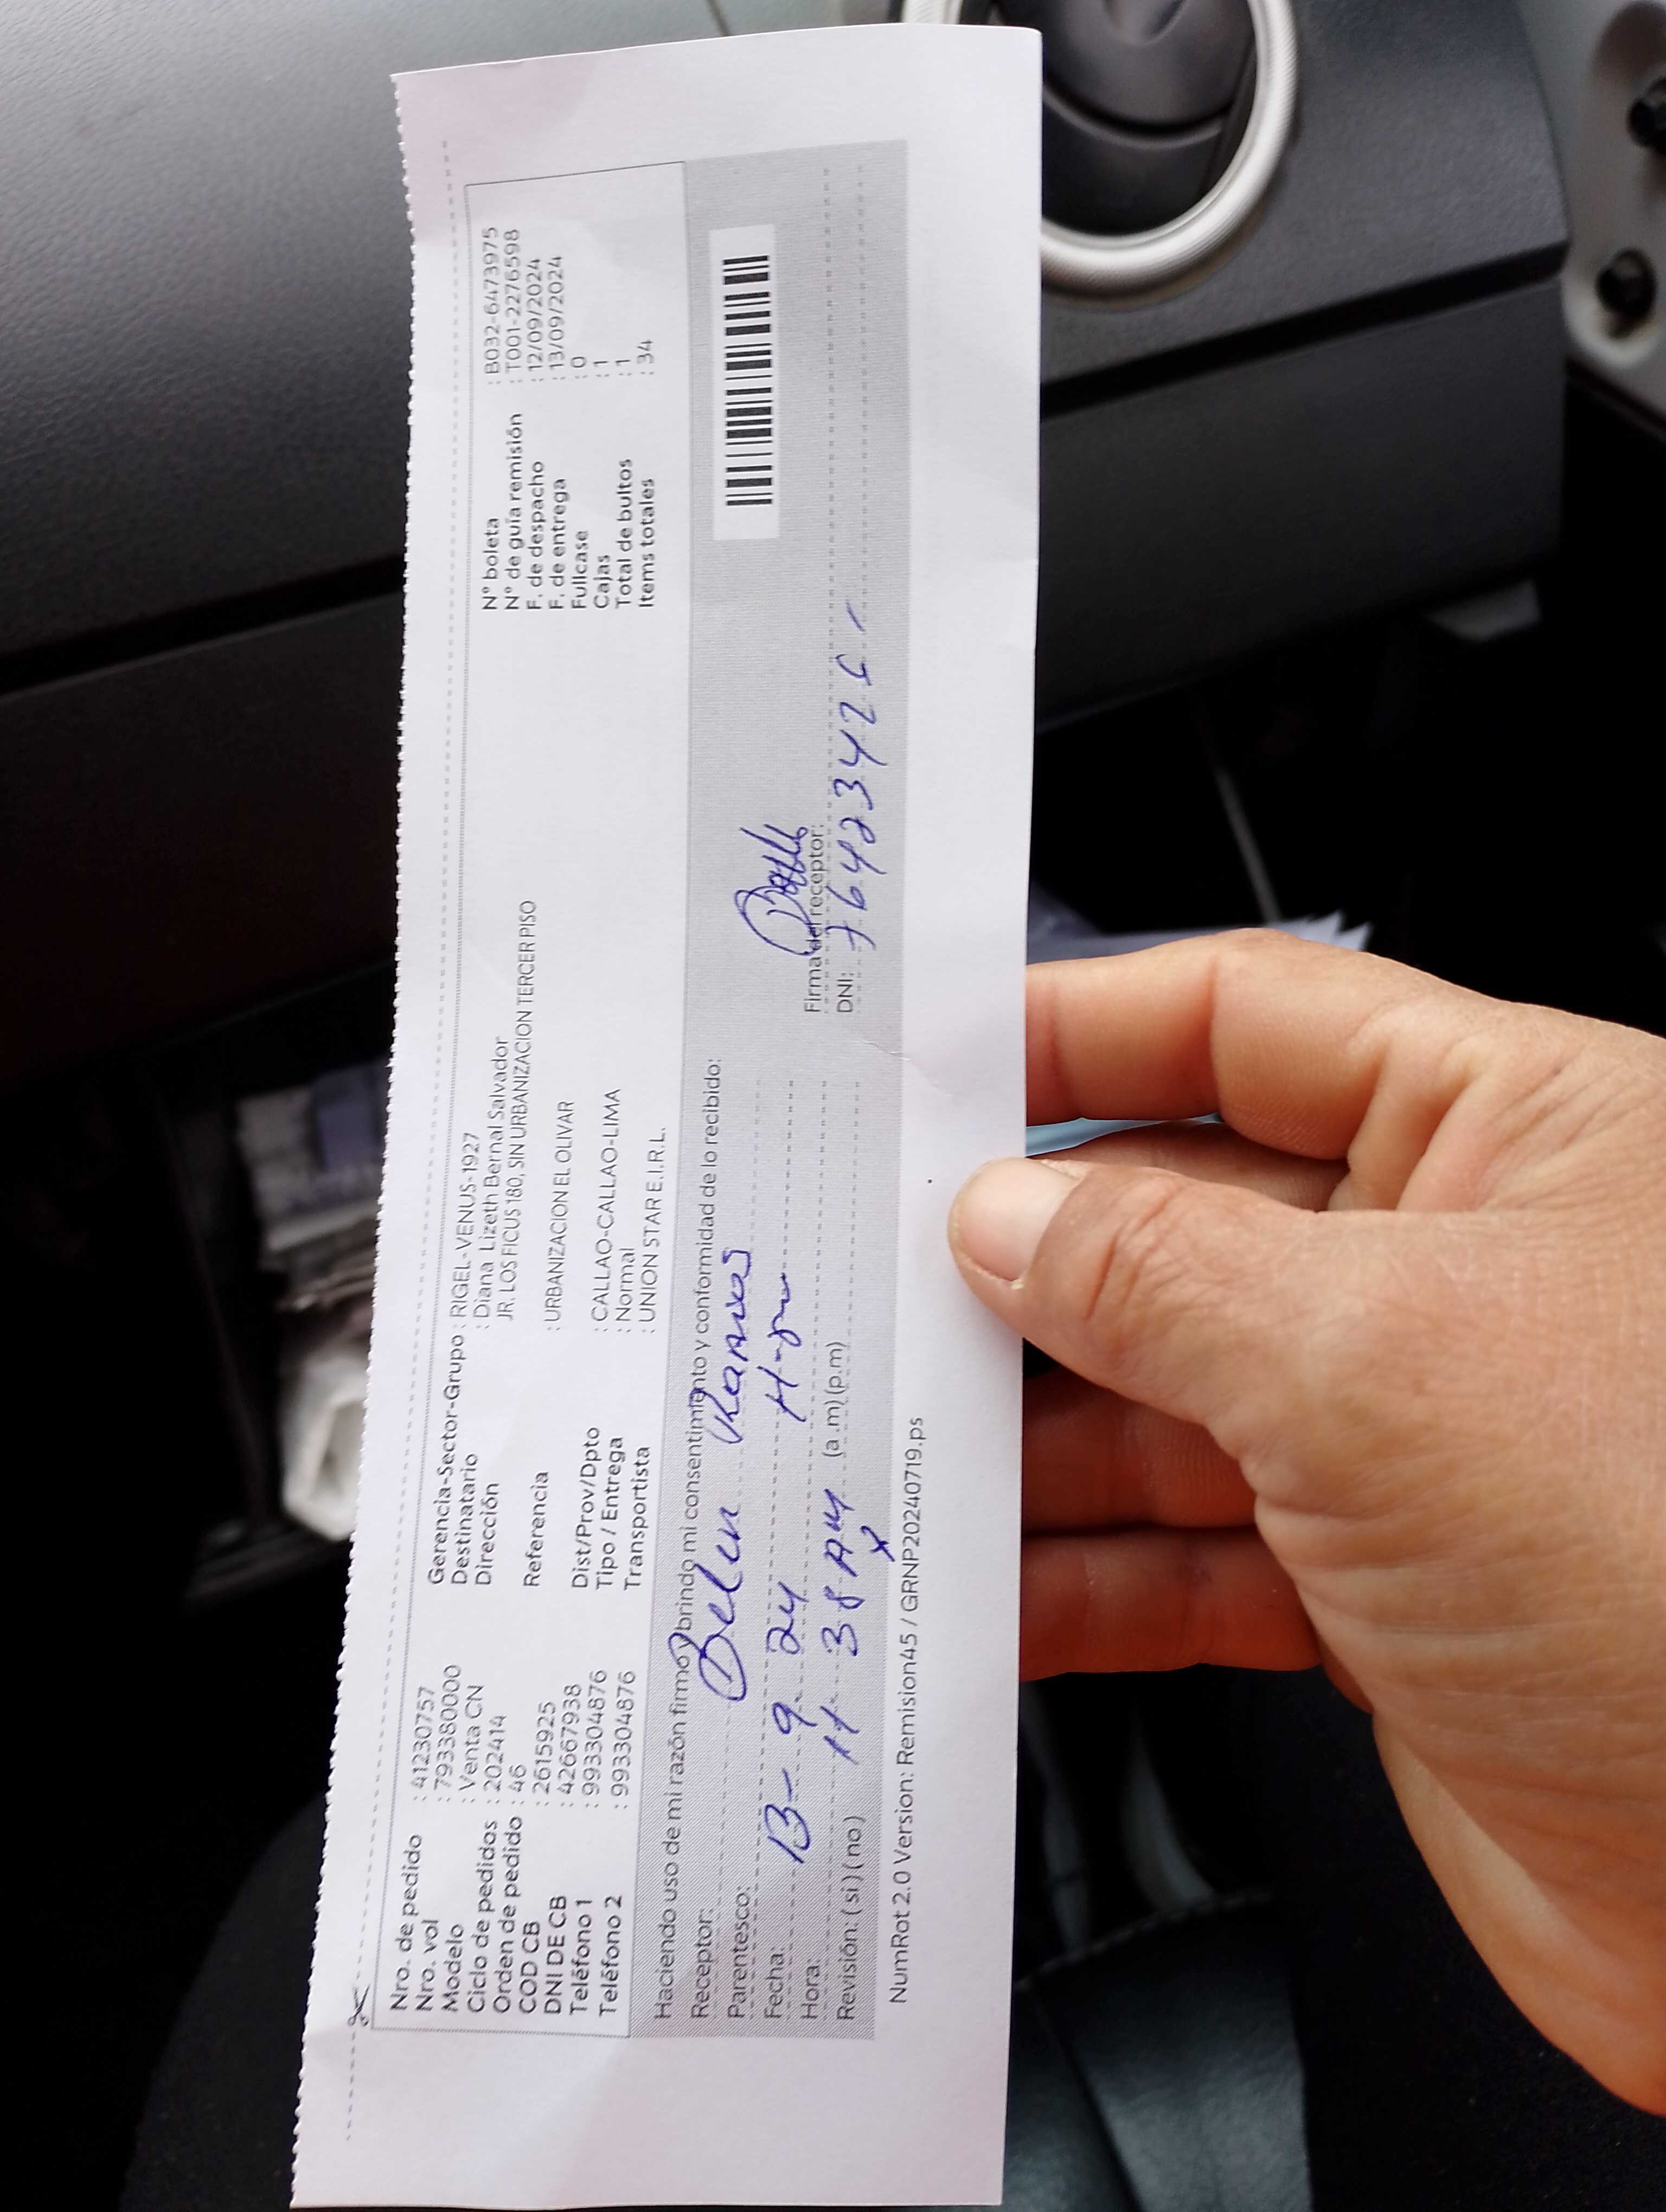 Nro. de pedido : 41230757
Nro. vol : 793380000
Modelo : Venta CN
Ciclo de pedidos : 202414
Orden de pedido : 46
COD CB : 2615925
DNI DE CB : 42667938
Teléfono 1 : 993304876
Teléfono 2 : 993304876
Gerencia-Sector-Grupo : RIGEL-VENUS-1927
Destinatario : Diana Lizeth Bernal Salvador
Dirección JR. LOS FICUS 180, SIN URBANIZACION TERCER PISO
Referencia : URBANIZACION EL OLIVAR
Dist/Prov/Dpto : CALLAO-CALLAO-LIMA
Tipo / Entrega : Normal
Transportista : UNION STAR E.I.R.L.
N° boleta : B032-6473975
N° de guía remisión : T001-2276598
F. de despacho : 12/09/2024
F. de entrega : 13/09/2024
Fullcase : 0
Cajas : 1
Total de bultos : 1
Items totales : 34
Haciendo uso de mi razón firmo y brindo mi consentimiento y conformidad de lo recibido:
Receptor: Belen
Parentesco:
Fecha: 13-9 24
Hora: 11 38 AM (a.m) (p.m)
Revisión: (si) (no) x
Firma del receptor:
DNI:
NumRot 2.0 Version: Remision45 / GRNP20240719.ps